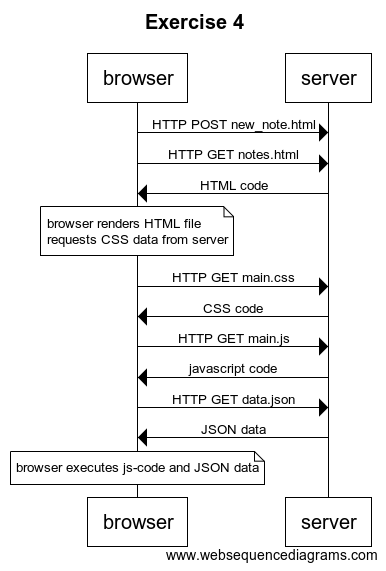 Exercise 4
browser server
HTTP POST new_note.html
HTTP GET notes.html
HTML code
browser renders HTML file
requests CSS data from server
HTTP GET main.css
CSS code
HTTP GET main.js
javascript code
HTTP GET data.json
JSON data
browser executes js-code and JSON data
browser server
www.websequencediagrams.com